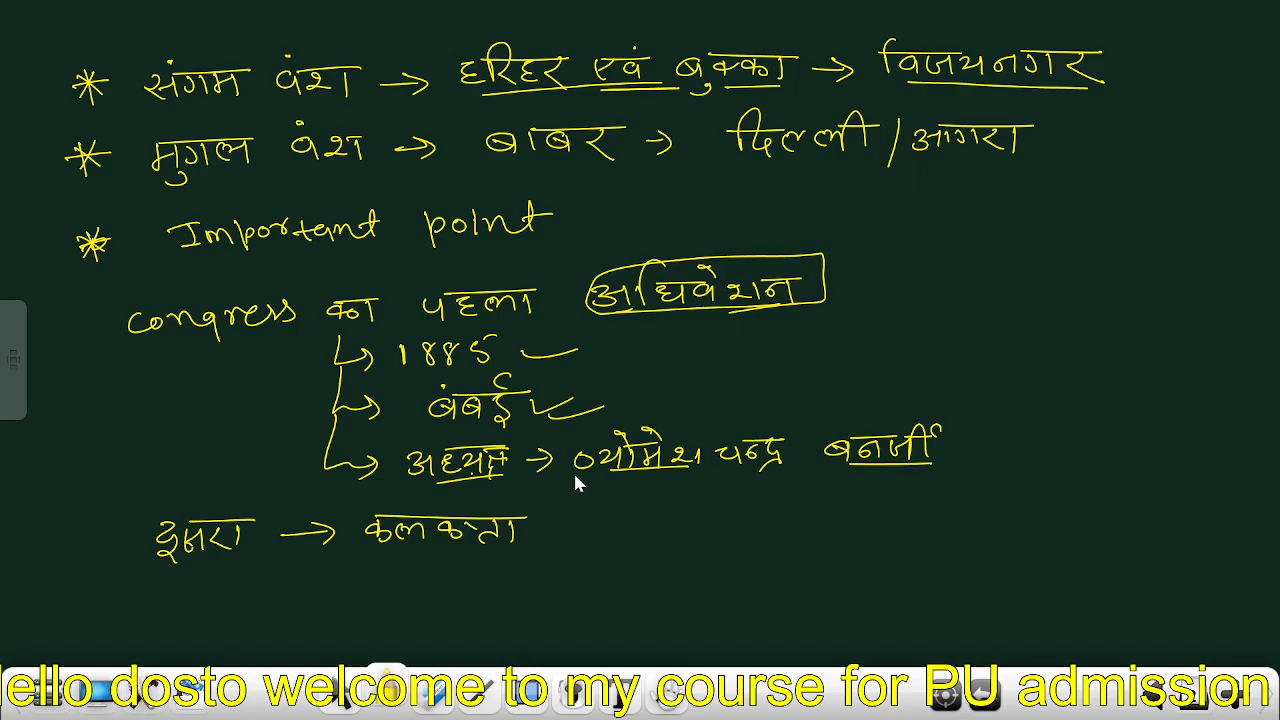 * संगम वंश → हरिहर एवं बुक्का → विजयनगर
* मुगल वंश → बाबर → दिल्ली / आगरा
* Important point
Congress का पहला अधिवेशन
→ 1885
→ बंबई
→ अध्यक्ष → व्योमेश चन्द्र बनर्जी
दूसरा → कलकत्ता
ello dosto welcome to my course for PU admission